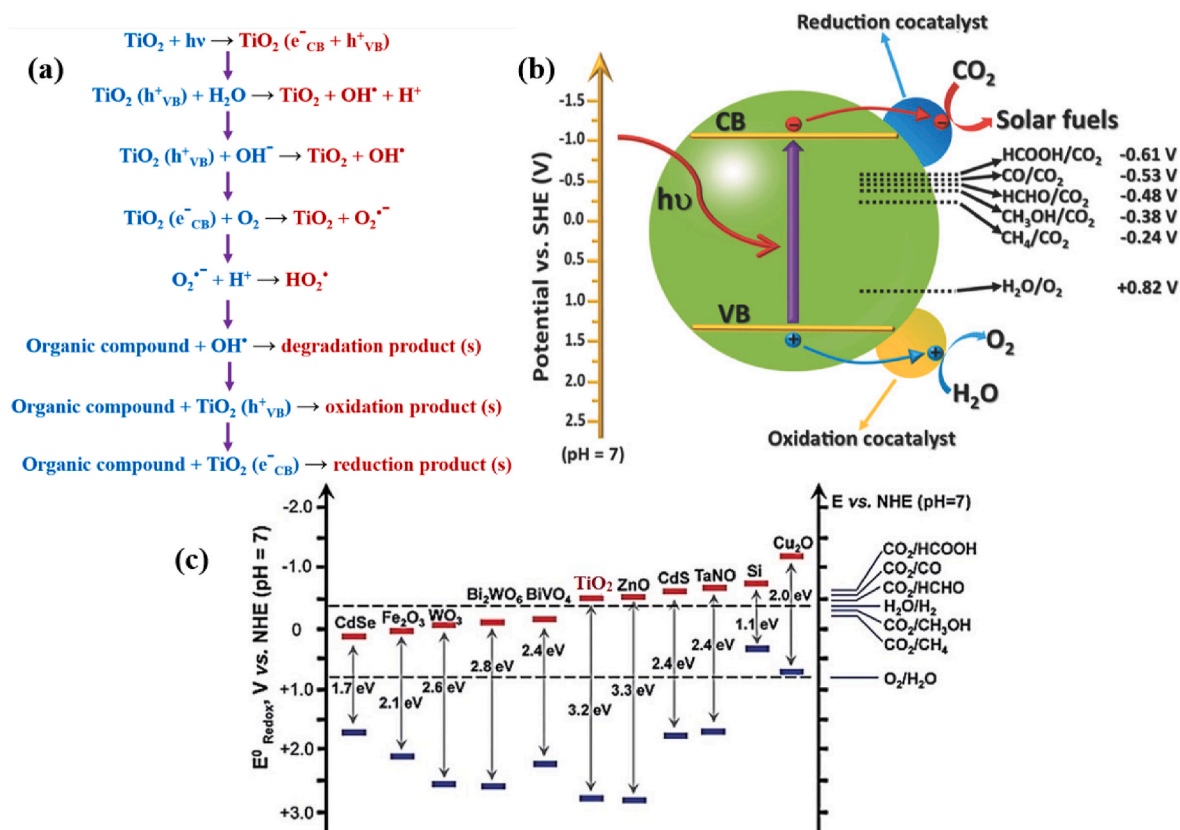 (a)
TiO₂ + hν → TiO₂ (e⁻CB + h⁺VB)
TiO₂ (h⁺VB) + H₂O → TiO₂ + OH• + H⁺
TiO₂ (h⁺VB) + OH⁻ → TiO₂ + OH•
TiO₂ (e⁻CB) + O₂ → TiO₂ + O₂•⁻
O₂•⁻ + H⁺ → HO₂•
Organic compound + OH• → degradation product (s)
Organic compound + TiO₂ (h⁺VB) → oxidation product (s)
Organic compound + TiO₂ (e⁻CB) → reduction product (s)
(b)
Reduction cocatalyst
Potential vs. SHE (V)
-1.5
-1.0
-0.5
0.0
0.5
1.0
1.5
2.0
2.5
(pH = 7)
CB
hυ
VB
−
−
+
+
CO₂
Solar fuels
HCOOH/CO₂ -0.61 V
CO/CO₂ -0.53 V
HCHO/CO₂ -0.48 V
CH₃OH/CO₂ -0.38 V
CH₄/CO₂ -0.24 V
H₂O/O₂ +0.82 V
O₂
H₂O
Oxidation cocatalyst
(c)
E⁰Redox, V vs. NHE (pH = 7)
-2.0
-1.0
0
+1.0
+2.0
+3.0
CdSe
1.7 eV
Fe₂O₃
2.1 eV
WO₃
2.6 eV
Bi₂WO₆
2.8 eV
BiVO₄
2.4 eV
TiO₂
3.2 eV
ZnO
3.3 eV
CdS
2.4 eV
TaNO
2.4 eV
Si
1.1 eV
Cu₂O
2.0 eV
E vs. NHE (pH=7)
CO₂/HCOOH
CO₂/CO
CO₂/HCHO
H₂O/H₂
CO₂/CH₃OH
CO₂/CH₄
O₂/H₂O